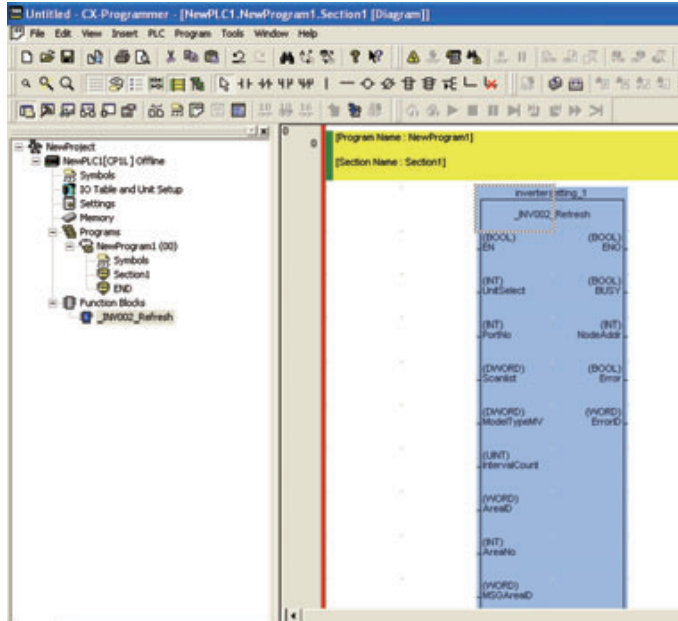 Untitled - CX-Programmer - [NewPLC1.NewProgram1.Section1 [Diagram]]
File Edit View Insert PLC Program Tools Window Help
NewProject
NewPLC1[CP1L] Offline
Symbols
IO Table and Unit Setup
Settings
Memory
Programs
NewProgram1 (00)
Symbols
Section1
END
Function Blocks
_INV002_Refresh
0
0
[Program Name : NewProgram1]
[Section Name : Section1]
invertersetting_1
_INV002_Refresh
(BOOL) (BOOL)
EN ENO
(INT) (BOOL)
UnitSelect BUSY
(INT) (INT)
PortNo NodeAddr
(DWORD) (BOOL)
Scanlist Error
(DWORD) (WORD)
ModelTypeMV ErrorID
(UINT)
IntervalCount
(WORD)
AreaID
(INT)
AreaNo
(WORD)
MSGAreaID